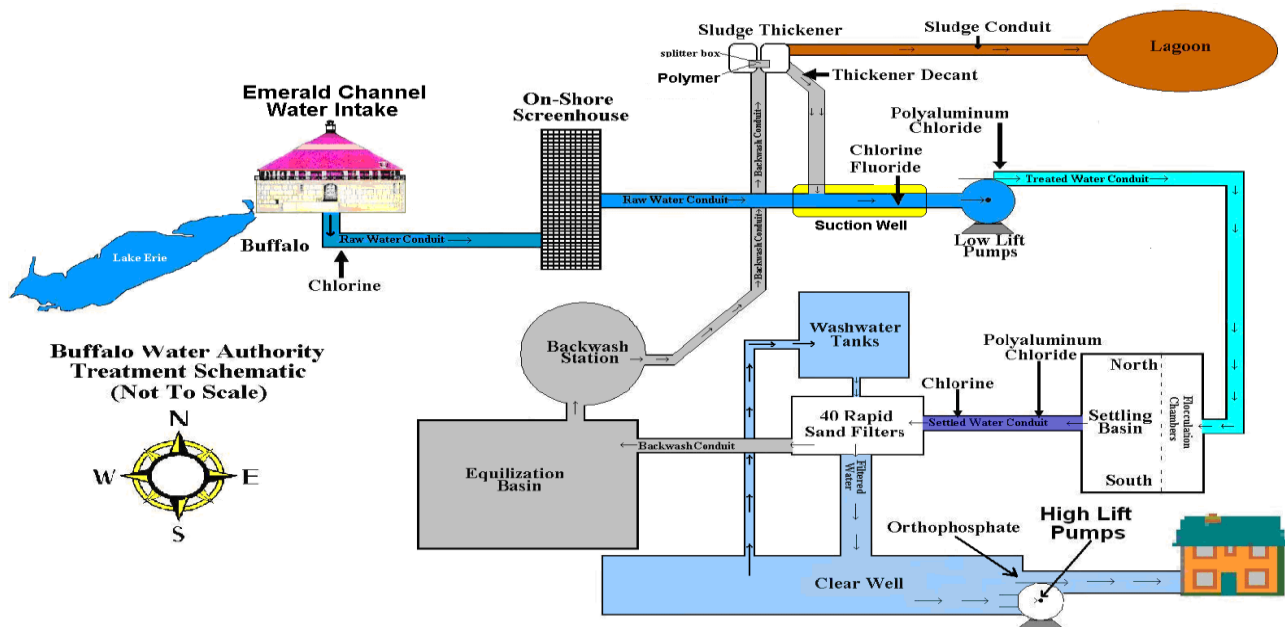 Sludge Thickener
splitter box
Polymer
Sludge Conduit
Lagoon
Thickener Decant
Emerald Channel
Water Intake
On-Shore
Screenhouse
Polyaluminum
Chloride
Backwash Conduit
Chlorine
Fluoride
Treated Water Conduit
Raw Water Conduit
Suction Well
Low Lift
Pumps
Lake Erie
Buffalo
Raw Water Conduit
Chlorine
Backwash Conduit
Buffalo Water Authority
Treatment Schematic
(Not To Scale)
N
W
E
S
Backwash
Station
Washwater
Tanks
Polyaluminum
Chloride
Chlorine
North
Settling
Basin
South
Flocculation
Chambers
40 Rapid
Sand Filters
Settled Water Conduit
Backwash Conduit
Equilization
Basin
Filtered
Water
Orthophosphate
High Lift
Pumps
Clear Well